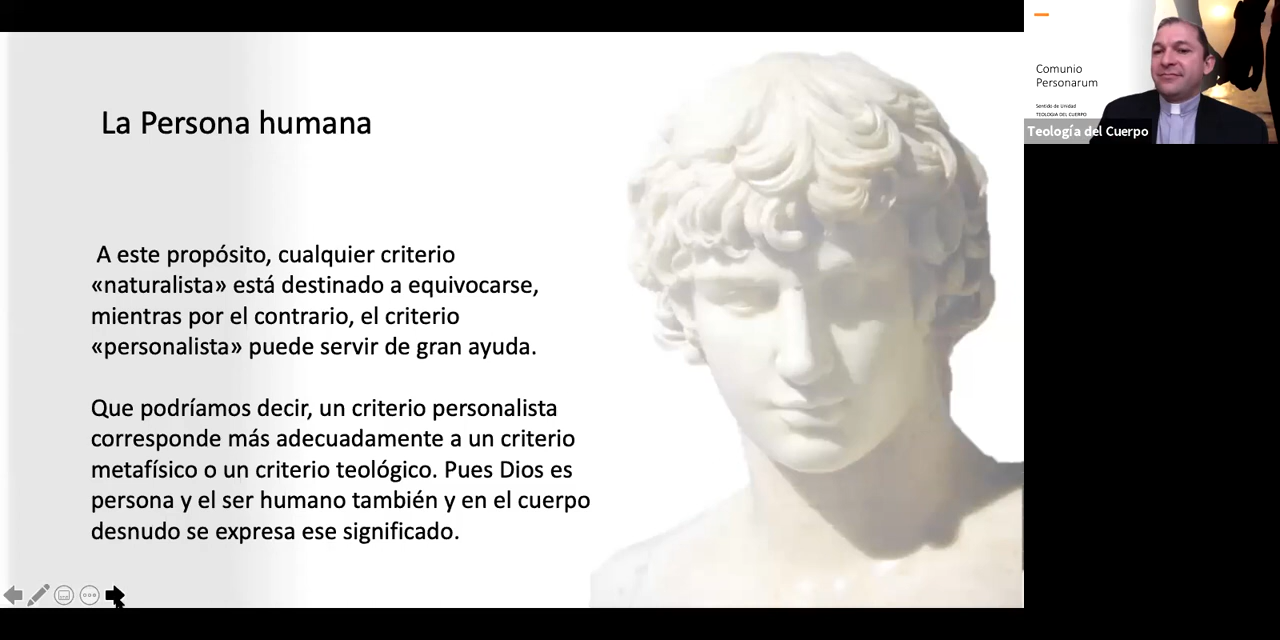 La Persona humana
A este propósito, cualquier criterio
«naturalista» está destinado a equivocarse,
mientras por el contrario, el criterio
«personalista» puede servir de gran ayuda.
Que podríamos decir, un criterio personalista
corresponde más adecuadamente a un criterio
metafísico o un criterio teológico. Pues Dios es
persona y el ser humano también y en el cuerpo
desnudo se expresa ese significado.
Comunio
Personarum
Sentido de Unidad
TEOLOGIA DEL CUERPO
Teología del Cuerpo